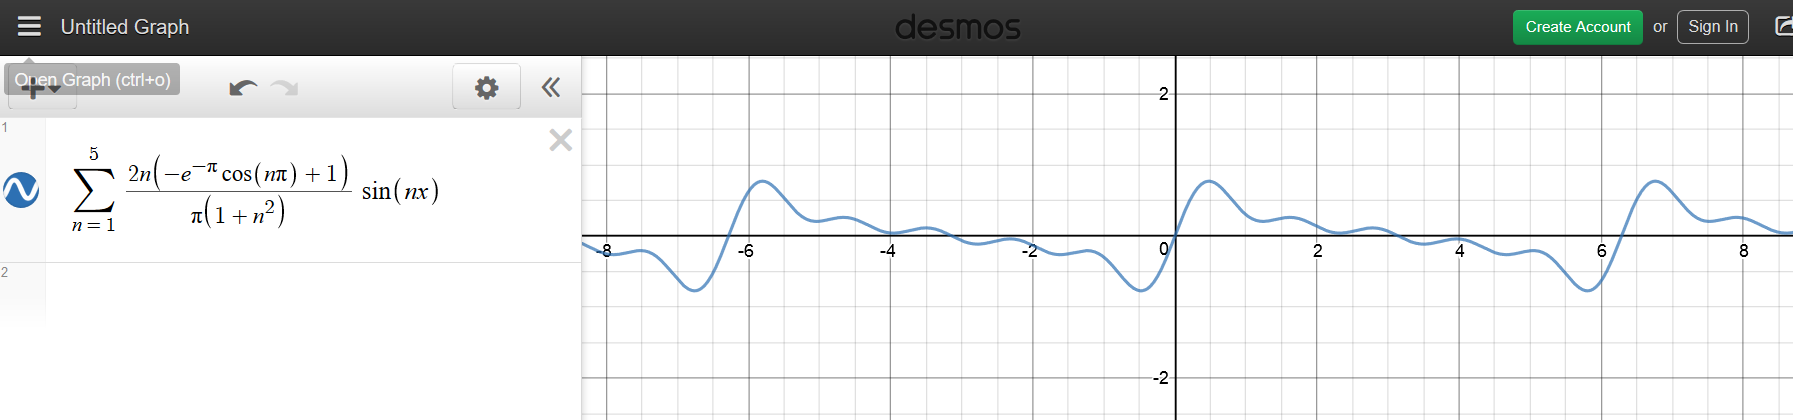 Untitled Graph
desmos
Create Account or Sign In
Open Graph (ctrl+o)
1
5
∑ 2n(-e^{-π} cos(nπ) + 1) / π(1 + n²) sin(nx)
n = 1
2
2
-8 -6 -4 -2 0 2 4 6 8
-2